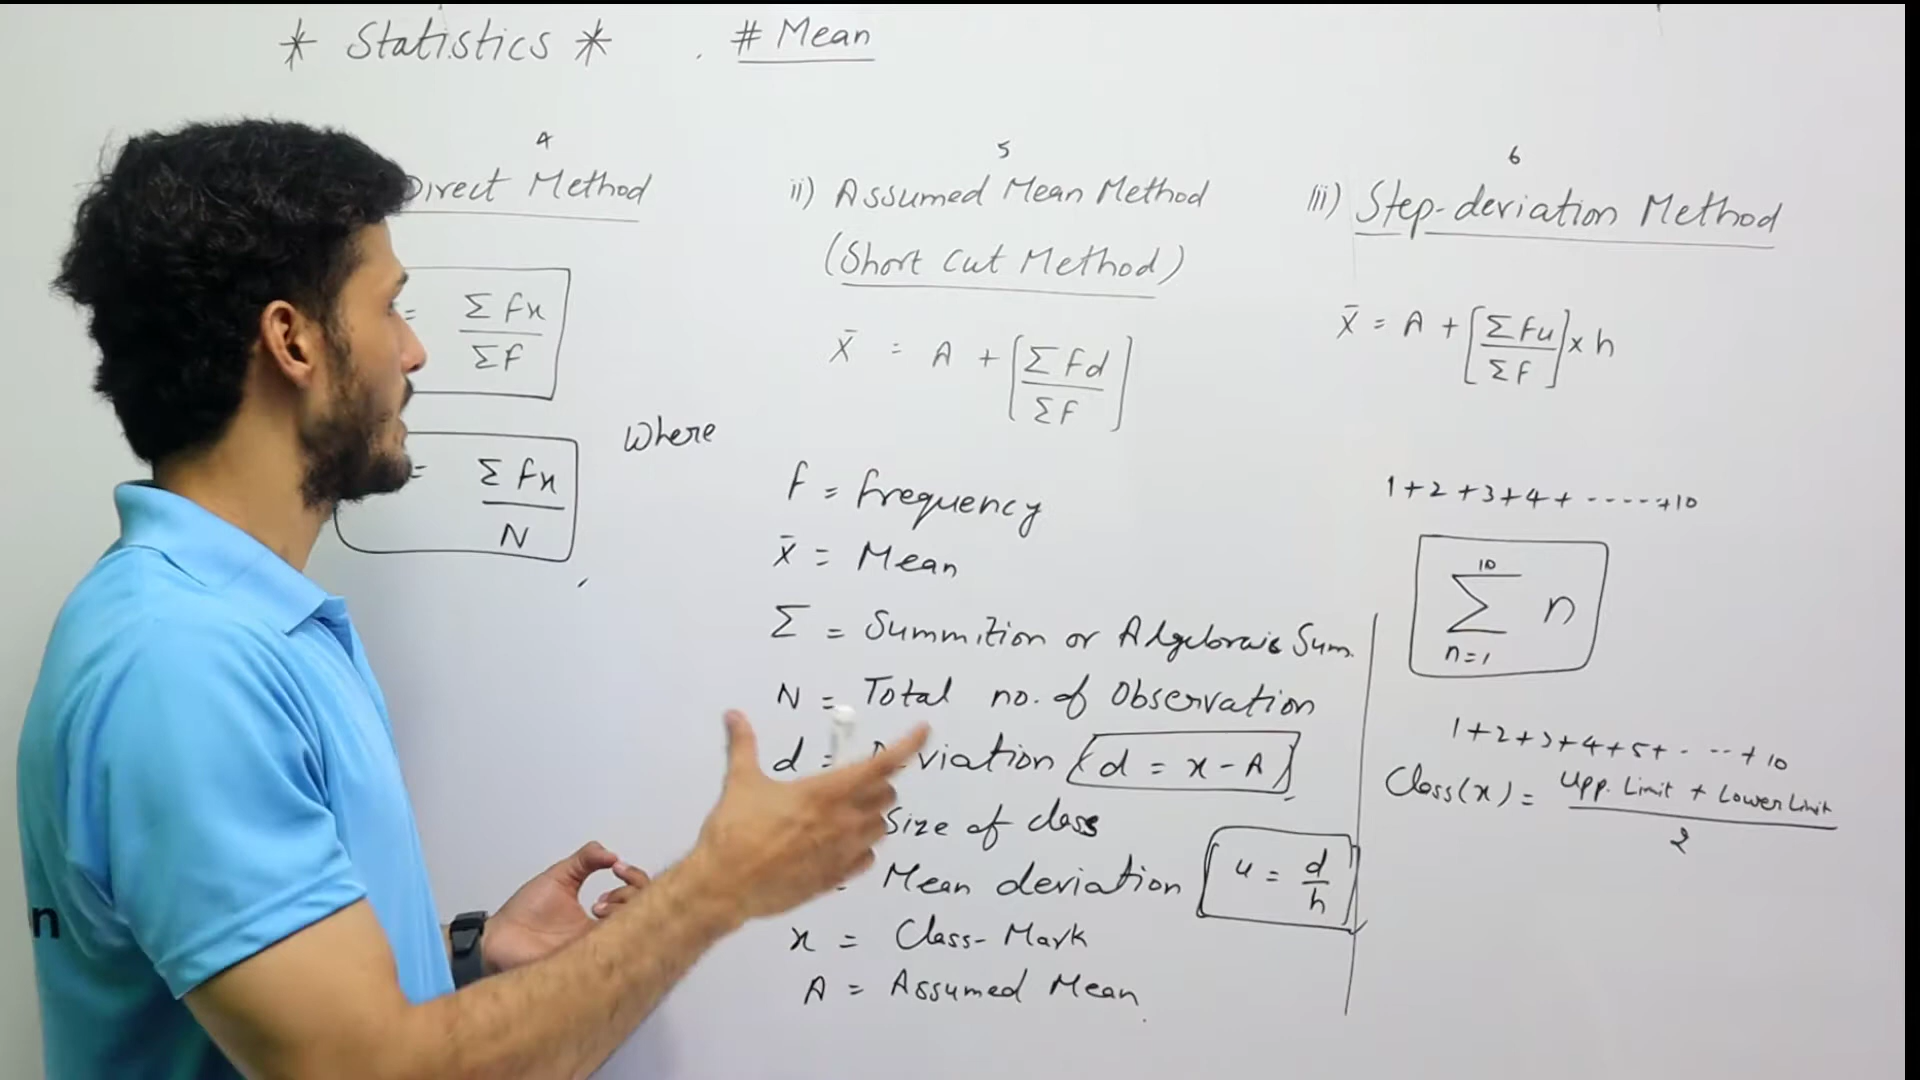 * Statistics * . # Mean
4
Direct Method
= Σfx / Σf
= Σfx / N
5
ii) Assumed Mean Method
(Short Cut Method)
x̄ = A + [Σfd / Σf]
6
iii) Step-deviation Method
x̄ = A + [Σfu / Σf] x h
where
f = frequency
x̄ = Mean
Σ = Summition or Algebraic Sum.
N = Total no. of Observation
d = Deviation (d = x - A)
Size of class
= Mean deviation (u = d/h)
x = Class-Mark
A = Assumed Mean
1+2+3+4+-----+10
10
Σ n
n=1
1+2+3+4+5+- --+10
Class(x) = Upp. Limit + Lower Limit / 2
n